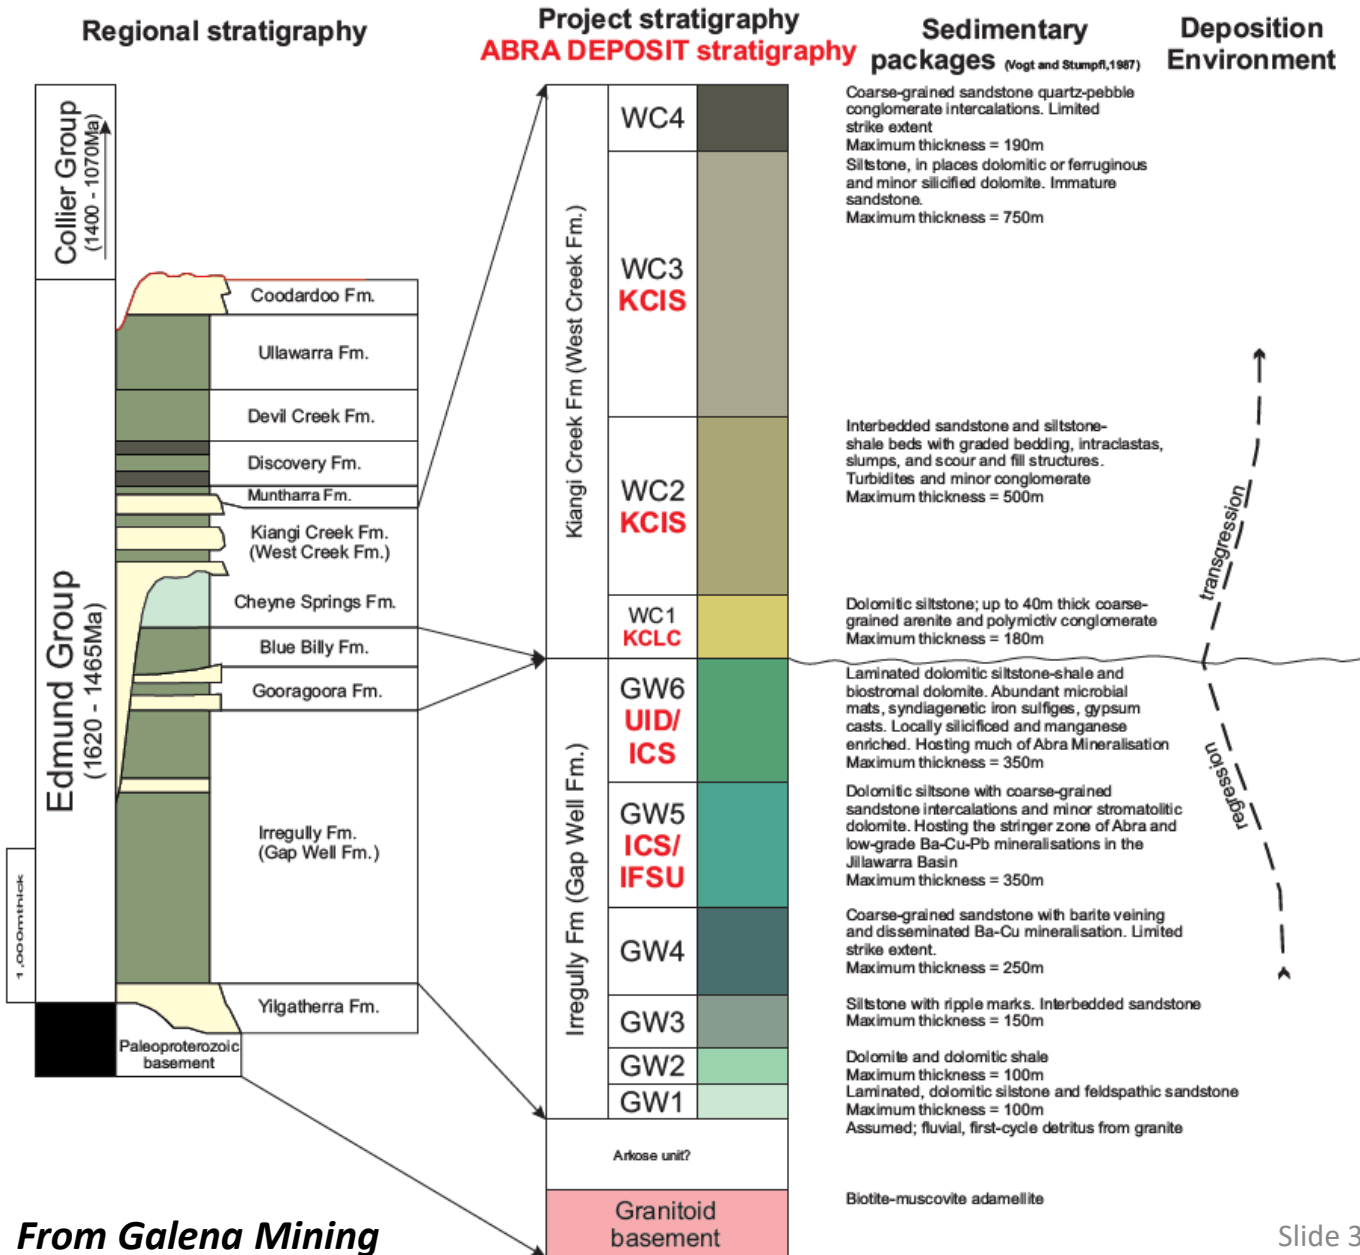 Regional stratigraphy
Project stratigraphy
ABRA DEPOSIT stratigraphy
Sedimentary
packages (Vogt and Stumpfl,1987)
Deposition
Environment
Collier Group
(1400 - 1070Ma)
Edmund Group
(1620 - 1465Ma)
1,000mthick
Coodardoo Fm.
Ullawarra Fm.
Devil Creek Fm.
Discovery Fm.
Muntharra Fm.
Kiangi Creek Fm.
(West Creek Fm.)
Cheyne Springs Fm.
Blue Billy Fm.
Gooragoora Fm.
Irregully Fm.
(Gap Well Fm.)
Yilgatherra Fm.
Paleoproterozoic
basement
Kiangi Creek Fm (West Creek Fm.)
Irregully Fm (Gap Well Fm.)
WC4
Coarse-grained sandstone quartz-pebble
conglomerate intercalations. Limited
strike extent
Maximum thickness = 190m
WC3
KCIS
Siltstone, in places dolomitic or ferruginous
and minor silicified dolomite. Immature
sandstone.
Maximum thickness = 750m
WC2
KCIS
Interbedded sandstone and siltstone-
shale beds with graded bedding, intraclastas,
slumps, and scour and fill structures.
Turbidites and minor conglomerate
Maximum thickness = 500m
WC1
KCLC
Dolomitic siltstone; up to 40m thick coarse-
grained arenite and polymictiv conglomerate
Maximum thickness = 180m
GW6
UID/
ICS
Laminated dolomitic siltstone-shale and
biostromal dolomite. Abundant microbial
mats, syndiagenetic iron sulfiges, gypsum
casts. Locally silicificed and manganese
enriched. Hosting much of Abra Mineralisation
Maximum thickness = 350m
GW5
ICS/
IFSU
Dolomitic siltsone with coarse-grained
sandstone intercalations and minor stromatolitic
dolomite. Hosting the stringer zone of Abra and
low-grade Ba-Cu-Pb mineralisations in the
Jillawarra Basin
Maximum thickness = 350m
GW4
Coarse-grained sandstone with barite veining
and disseminated Ba-Cu mineralisation. Limited
strike extent.
Maximum thickness = 250m
GW3
Siltstone with ripple marks. Interbedded sandstone
Maximum thickness = 150m
GW2
Dolomite and dolomitic shale
Maximum thickness = 100m
GW1
Laminated, dolomitic silstone and feldspathic sandstone
Maximum thickness = 100m
Arkose unit?
Assumed; fluvial, first-cycle detritus from granite
Granitoid
basement
Biotite-muscovite adamellite
transgression
regression
From Galena Mining
Slide 3